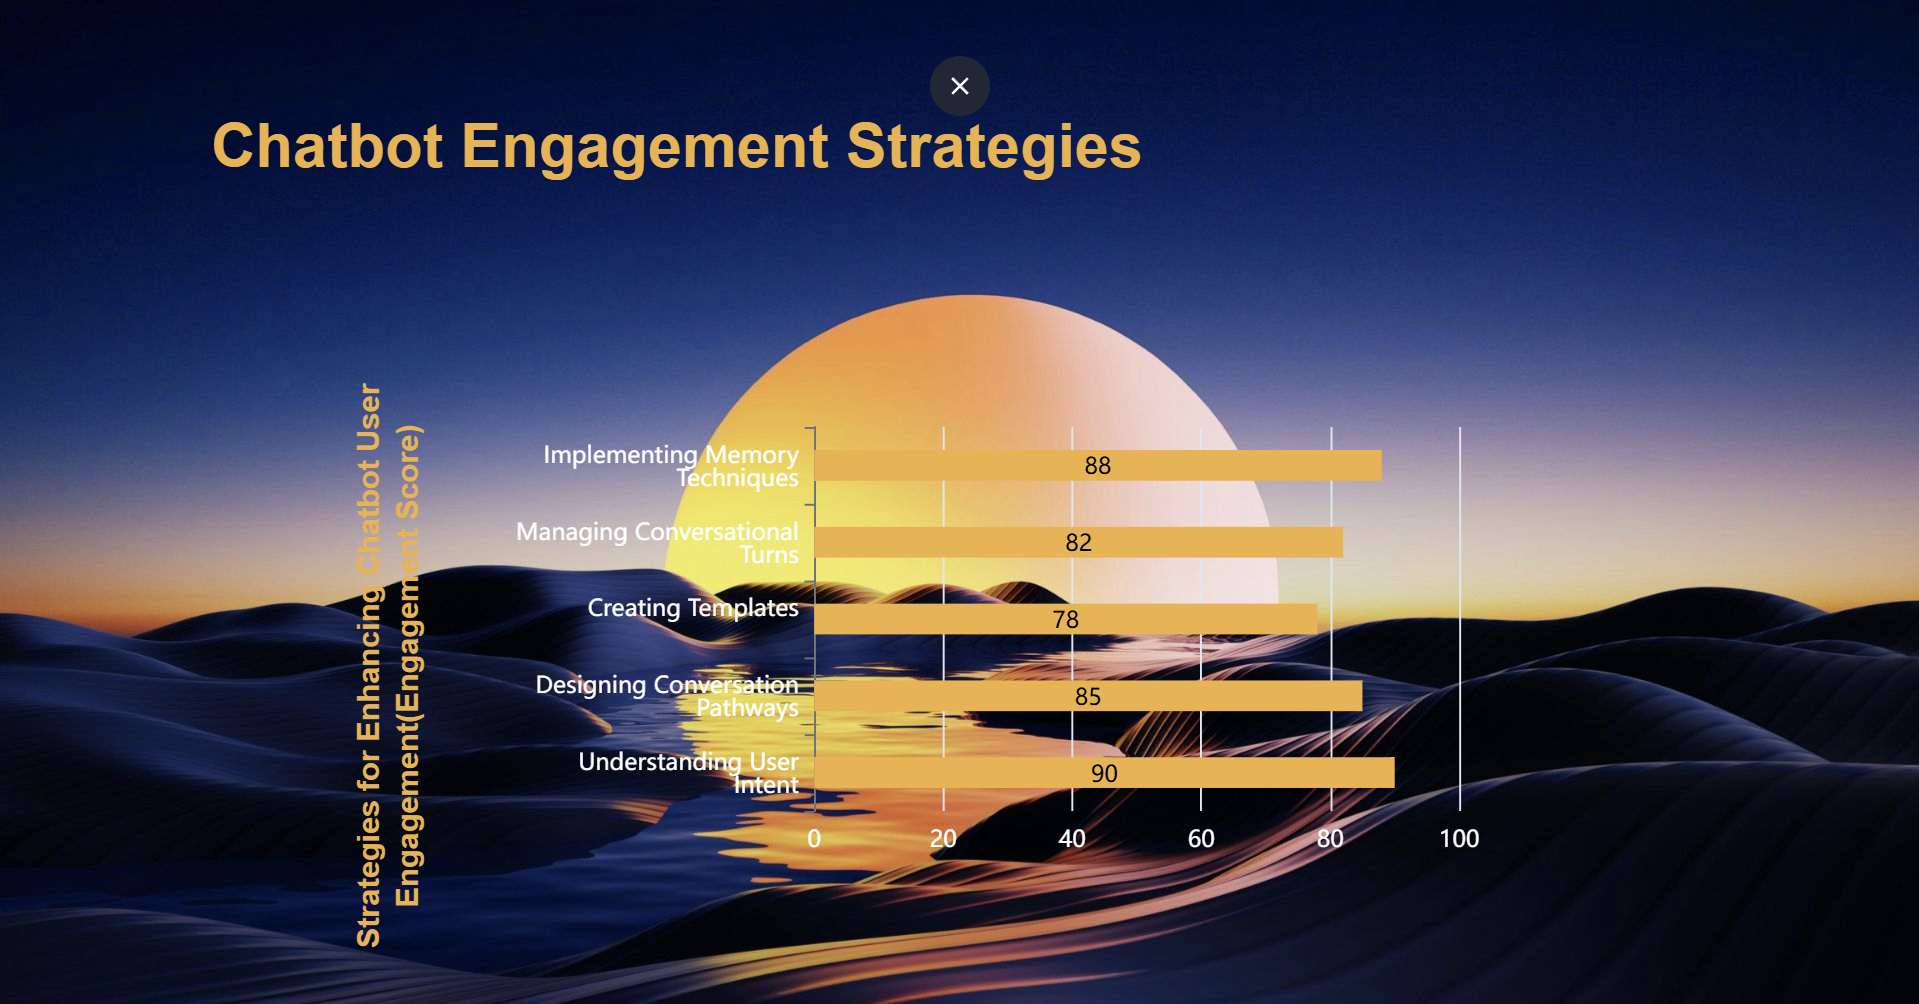 Chatbot Engagement Strategies
Strategies for Enhancing Chatbot User
Engagement(Engagement Score)
Implementing Memory
Techniques
88
Managing Conversational
Turns
82
Creating Templates
78
Designing Conversation
Pathways
85
Understanding User
Intent
90
0 20 40 60 80 100